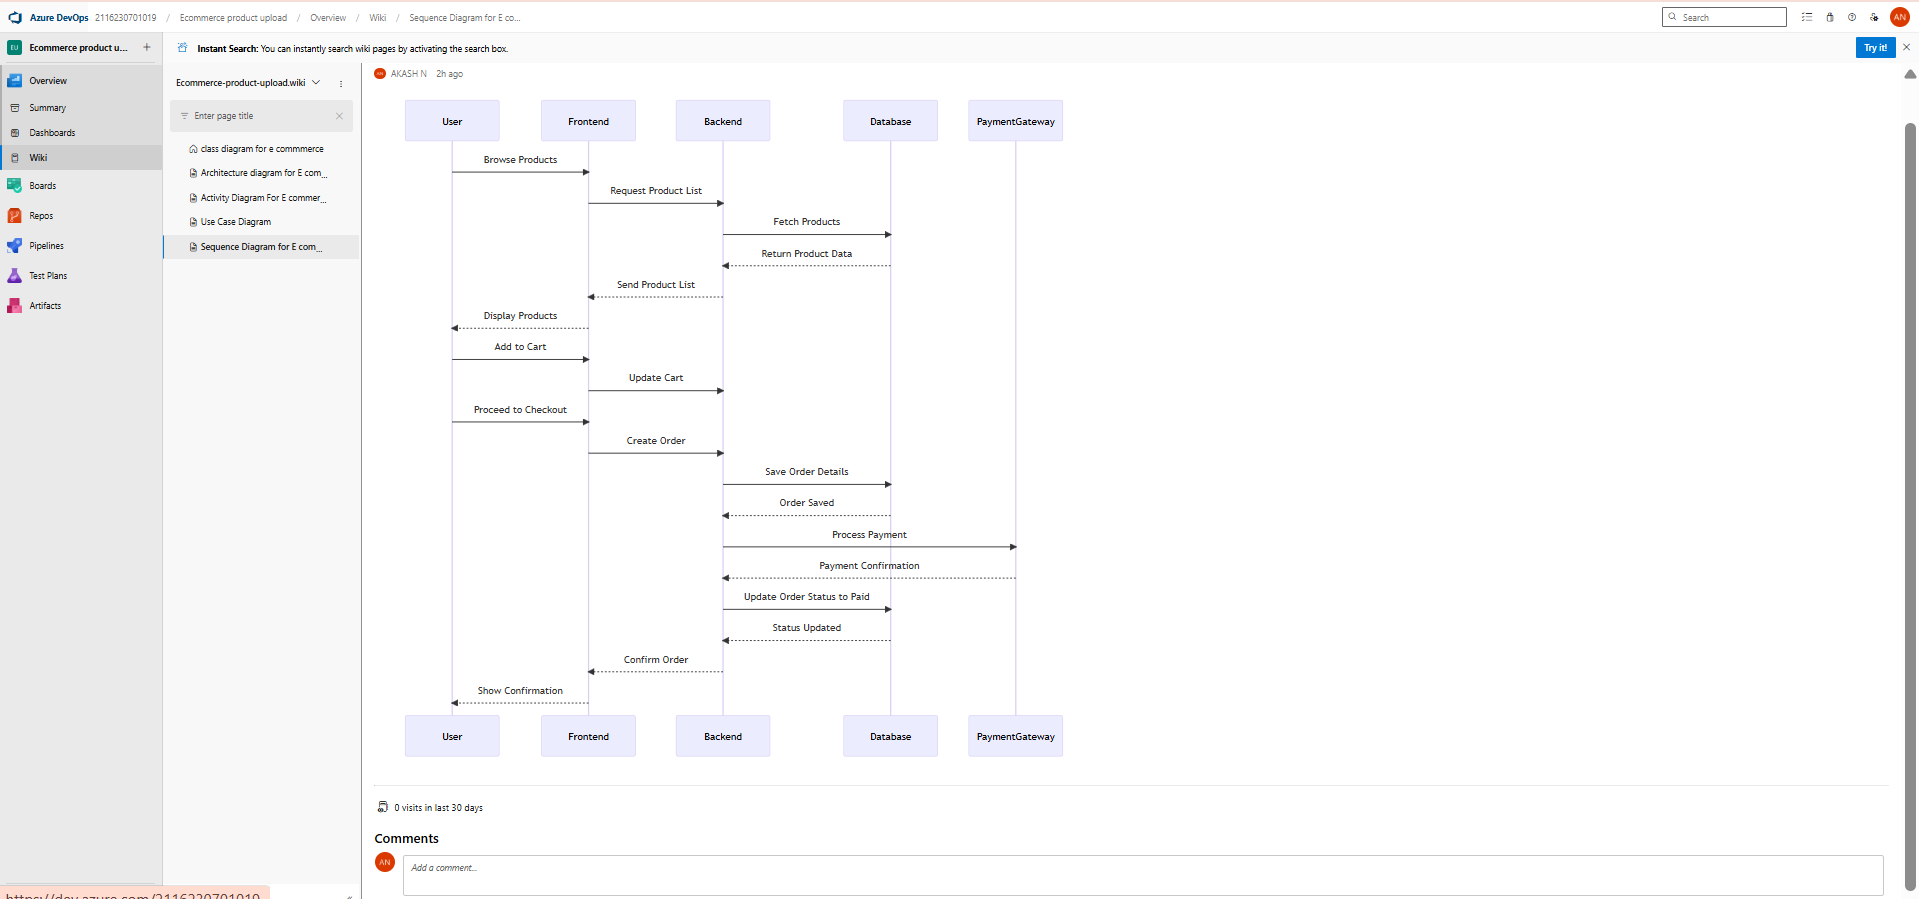 Azure DevOps 2116230701019 / Ecommerce product upload / Overview / Wiki / Sequence Diagram for E co...
Search
AN
EU Ecommerce product u... +
Instant Search: You can instantly search wiki pages by activating the search box.
Try it!
Overview
Summary
Dashboards
Wiki
Boards
Repos
Pipelines
Test Plans
Artifacts
Ecommerce-product-upload.wiki
Enter page title
class diagram for e commmerce
Architecture diagram for E com...
Activity Diagram For E commer...
Use Case Diagram
Sequence Diagram for E com...
AN AKASH N 2h ago
User Frontend Backend Database PaymentGateway
Browse Products
Request Product List
Fetch Products
Return Product Data
Send Product List
Display Products
Add to Cart
Update Cart
Proceed to Checkout
Create Order
Save Order Details
Order Saved
Process Payment
Payment Confirmation
Update Order Status to Paid
Status Updated
Confirm Order
Show Confirmation
User Frontend Backend Database PaymentGateway
0 visits in last 30 days
Comments
AN
Add a comment...
https://dev.azure.com/2116230701019